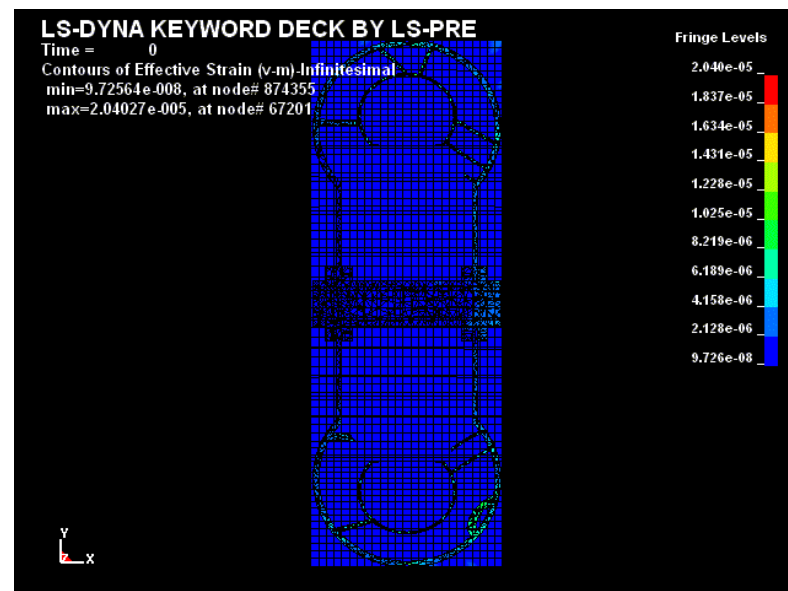 LS-DYNA KEYWORD DECK BY LS-PRE
Time = 0
Contours of Effective Strain (v-m)-Infinitesimal
min=9.72564e-008, at node# 874355
max=2.04027e-005, at node# 67201
Fringe Levels
2.040e-05
1.837e-05
1.634e-05
1.431e-05
1.228e-05
1.025e-05
8.219e-06
6.189e-06
4.158e-06
2.128e-06
9.726e-08
Y
Z X